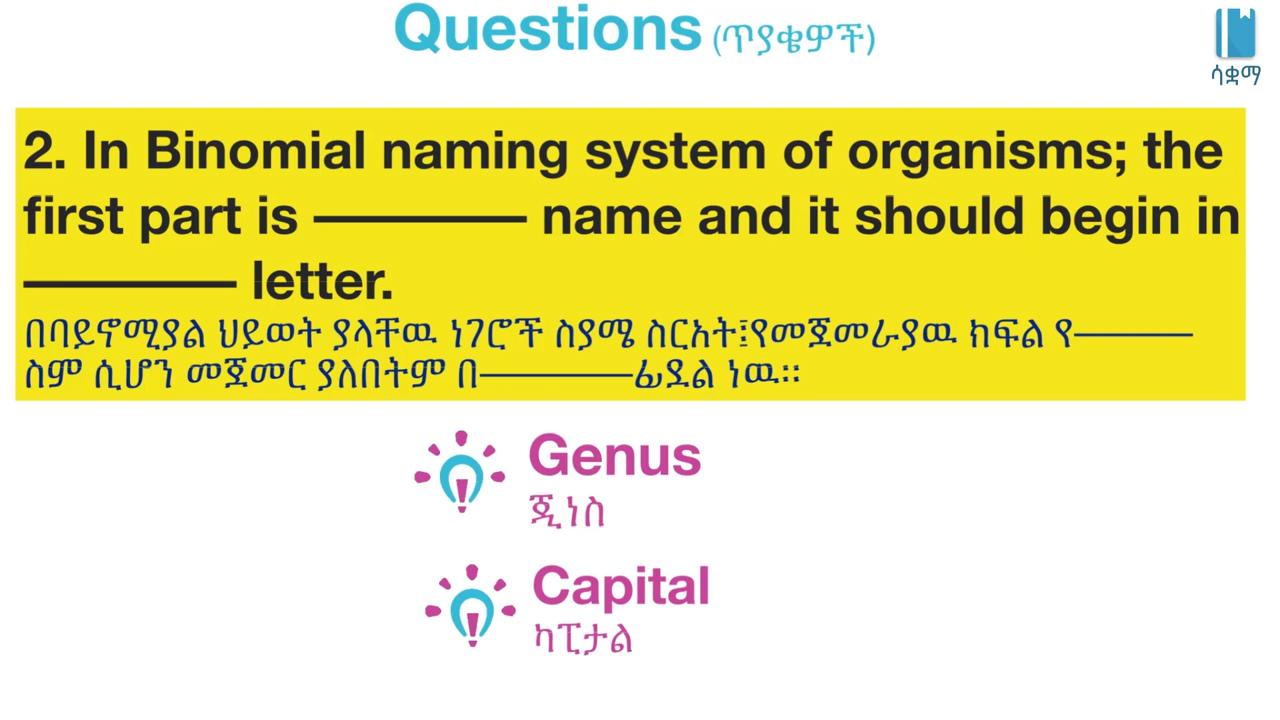 Questions (ጥያቄዎች)
ሳቋማ
2. In Binomial naming system of organisms; the
first part is ———— name and it should begin in
———— letter.
በባይኖሚያል ህይወት ያላቸዉ ነገሮች ስያሜ ስርአት፤የመጀመራያዉ ክፍል የ————
ስም ሲሆን መጀመር ያለበትም በ————ፊደል ነዉ፡፡
Genus
ጂነስ
Capital
ካፒታል